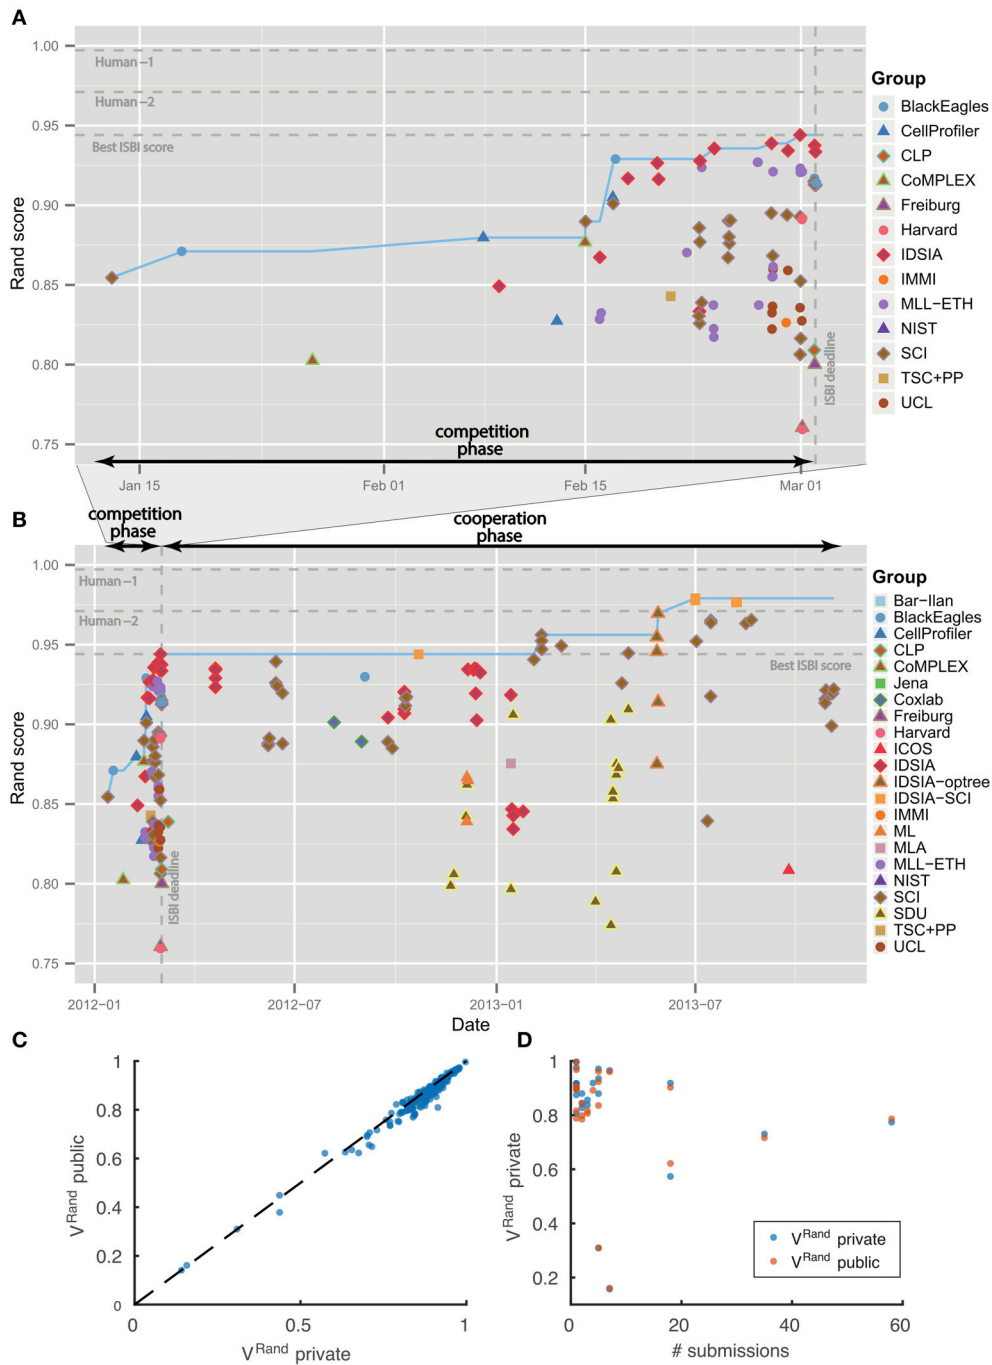 A
1.00
0.95
0.90
0.85
0.80
0.75
Rand score
Human–1
Human–2
Best ISBI score
ISBI deadline
competition
phase
Jan 15
Feb 01
Feb 15
Mar 01
Group
BlackEagles
CellProfiler
CLP
CoMPLEX
Freiburg
Harvard
IDSIA
IMMI
MLL–ETH
NIST
SCI
TSC+PP
UCL
B
competition
phase
cooperation
phase
1.00
0.95
0.90
0.85
0.80
0.75
Rand score
Human–1
Human–2
Best ISBI score
ISBI deadline
2012–01
2012–07
2013–01
2013–07
Date
Group
Bar–Ilan
BlackEagles
CellProfiler
CLP
CoMPLEX
Jena
Coxlab
Freiburg
Harvard
ICOS
IDSIA
IDSIA–optree
IDSIA–SCI
IMMI
ML
MLA
MLL–ETH
NIST
SCI
SDU
TSC+PP
UCL
C
1
0.8
0.6
0.4
0.2
0
V^Rand public
0
0.5
1
V^Rand private
D
1
0.8
0.6
0.4
0.2
V^Rand private
0
20
40
60
# submissions
V^Rand private
V^Rand public